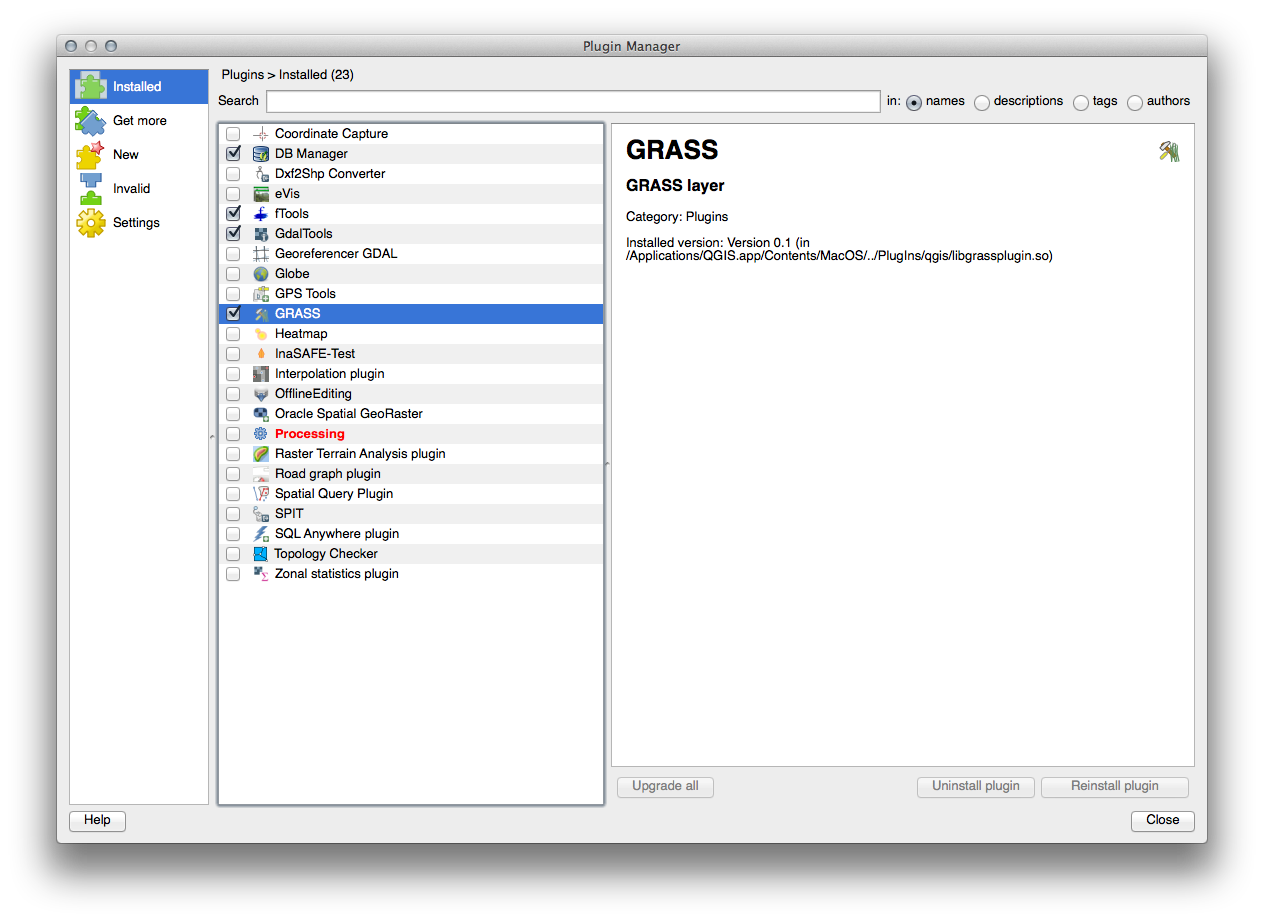 Plugin Manager
Installed
Get more
New
Invalid
Settings
Plugins > Installed (23)
Search
in: names descriptions tags authors
Coordinate Capture
DB Manager
Dxf2Shp Converter
eVis
fTools
GdalTools
Georeferencer GDAL
Globe
GPS Tools
GRASS
Heatmap
InaSAFE-Test
Interpolation plugin
OfflineEditing
Oracle Spatial GeoRaster
Processing
Raster Terrain Analysis plugin
Road graph plugin
Spatial Query Plugin
SPIT
SQL Anywhere plugin
Topology Checker
Zonal statistics plugin
GRASS
GRASS layer
Category: Plugins
Installed version: Version 0.1 (in
/Applications/QGIS.app/Contents/MacOS/../PlugIns/qgis/libgrassplugin.so)
Upgrade all
Uninstall plugin
Reinstall plugin
Help
Close